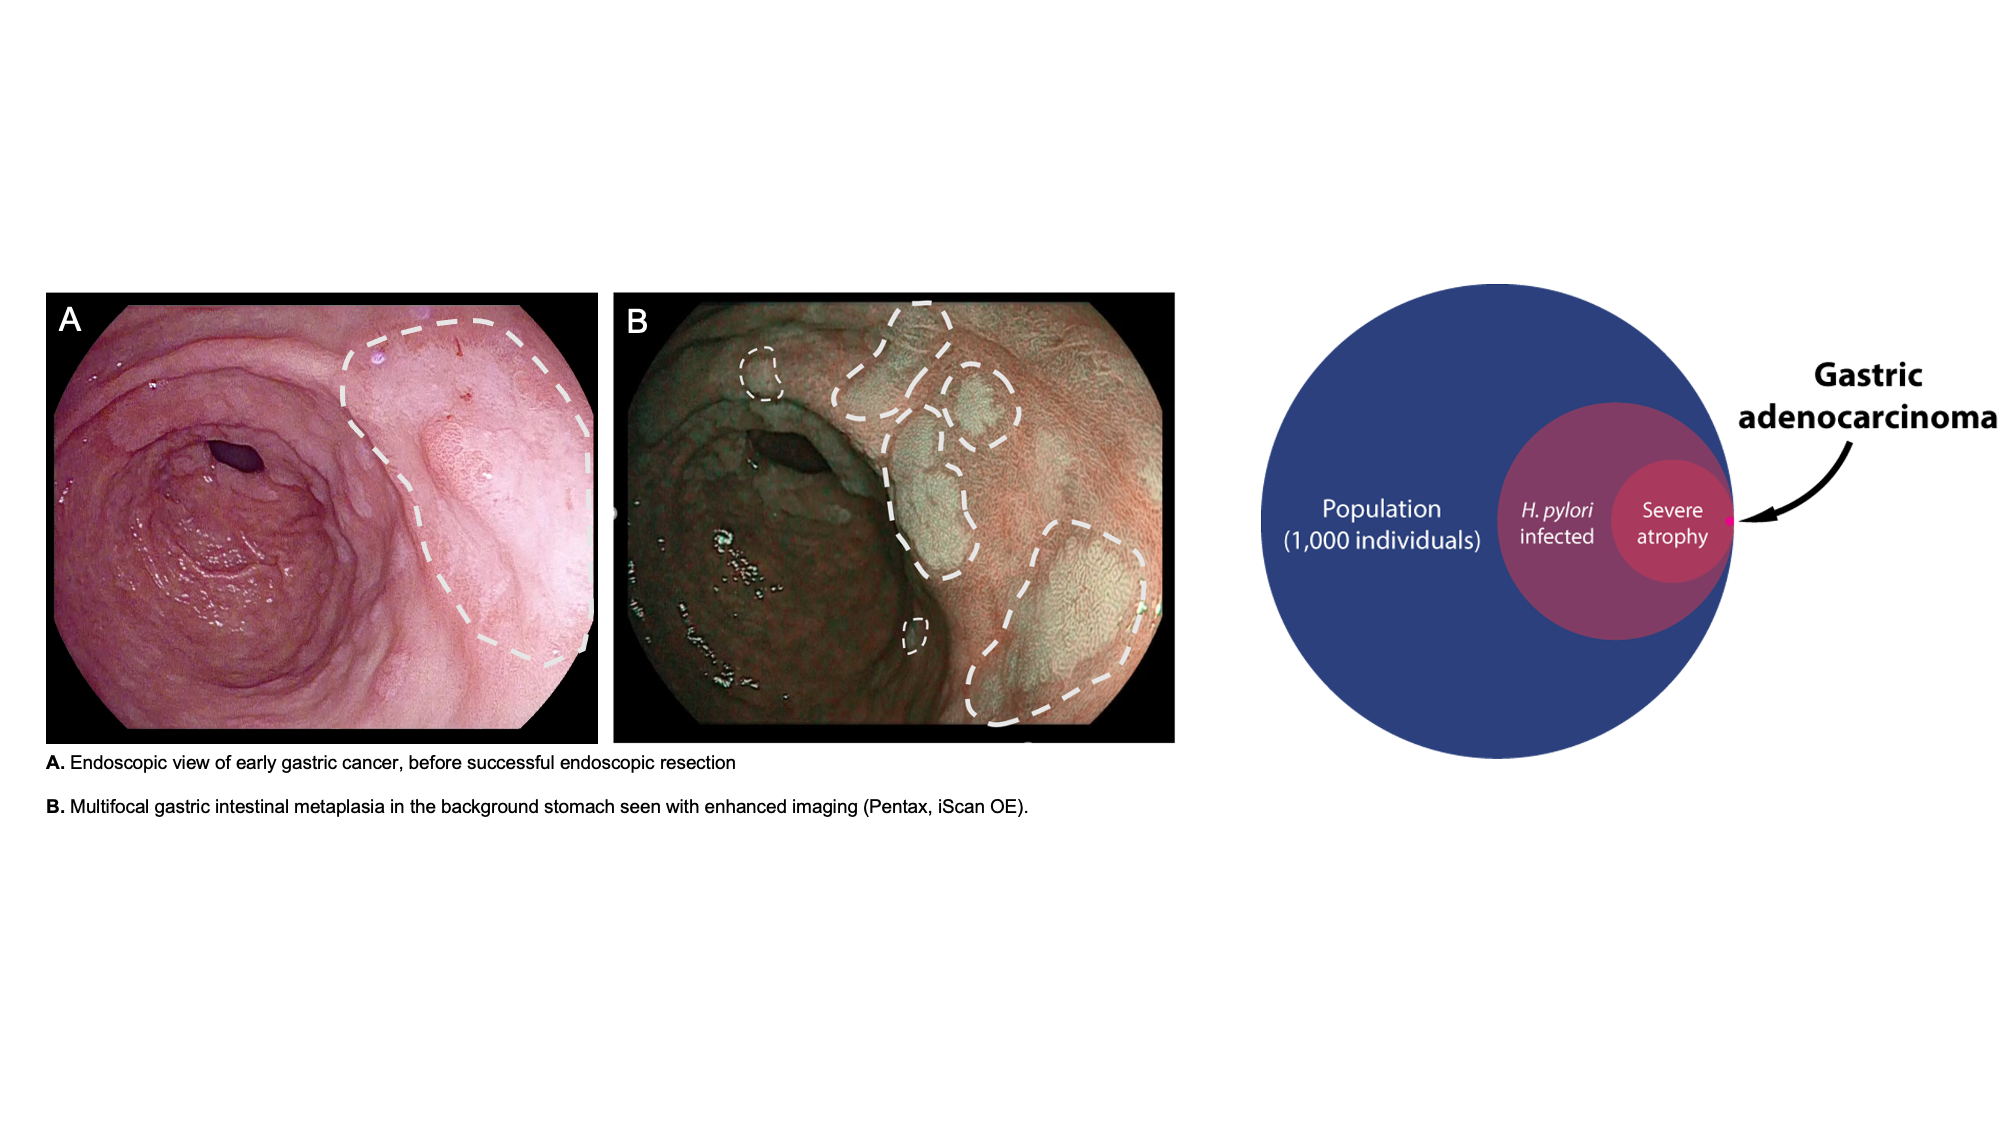 A
B
A. Endoscopic view of early gastric cancer, before successful endoscopic resection
B. Multifocal gastric intestinal metaplasia in the background stomach seen with enhanced imaging (Pentax, iScan OE).
Population
(1,000 individuals)
H. pylori
infected
Severe
atrophy
Gastric
adenocarcinoma